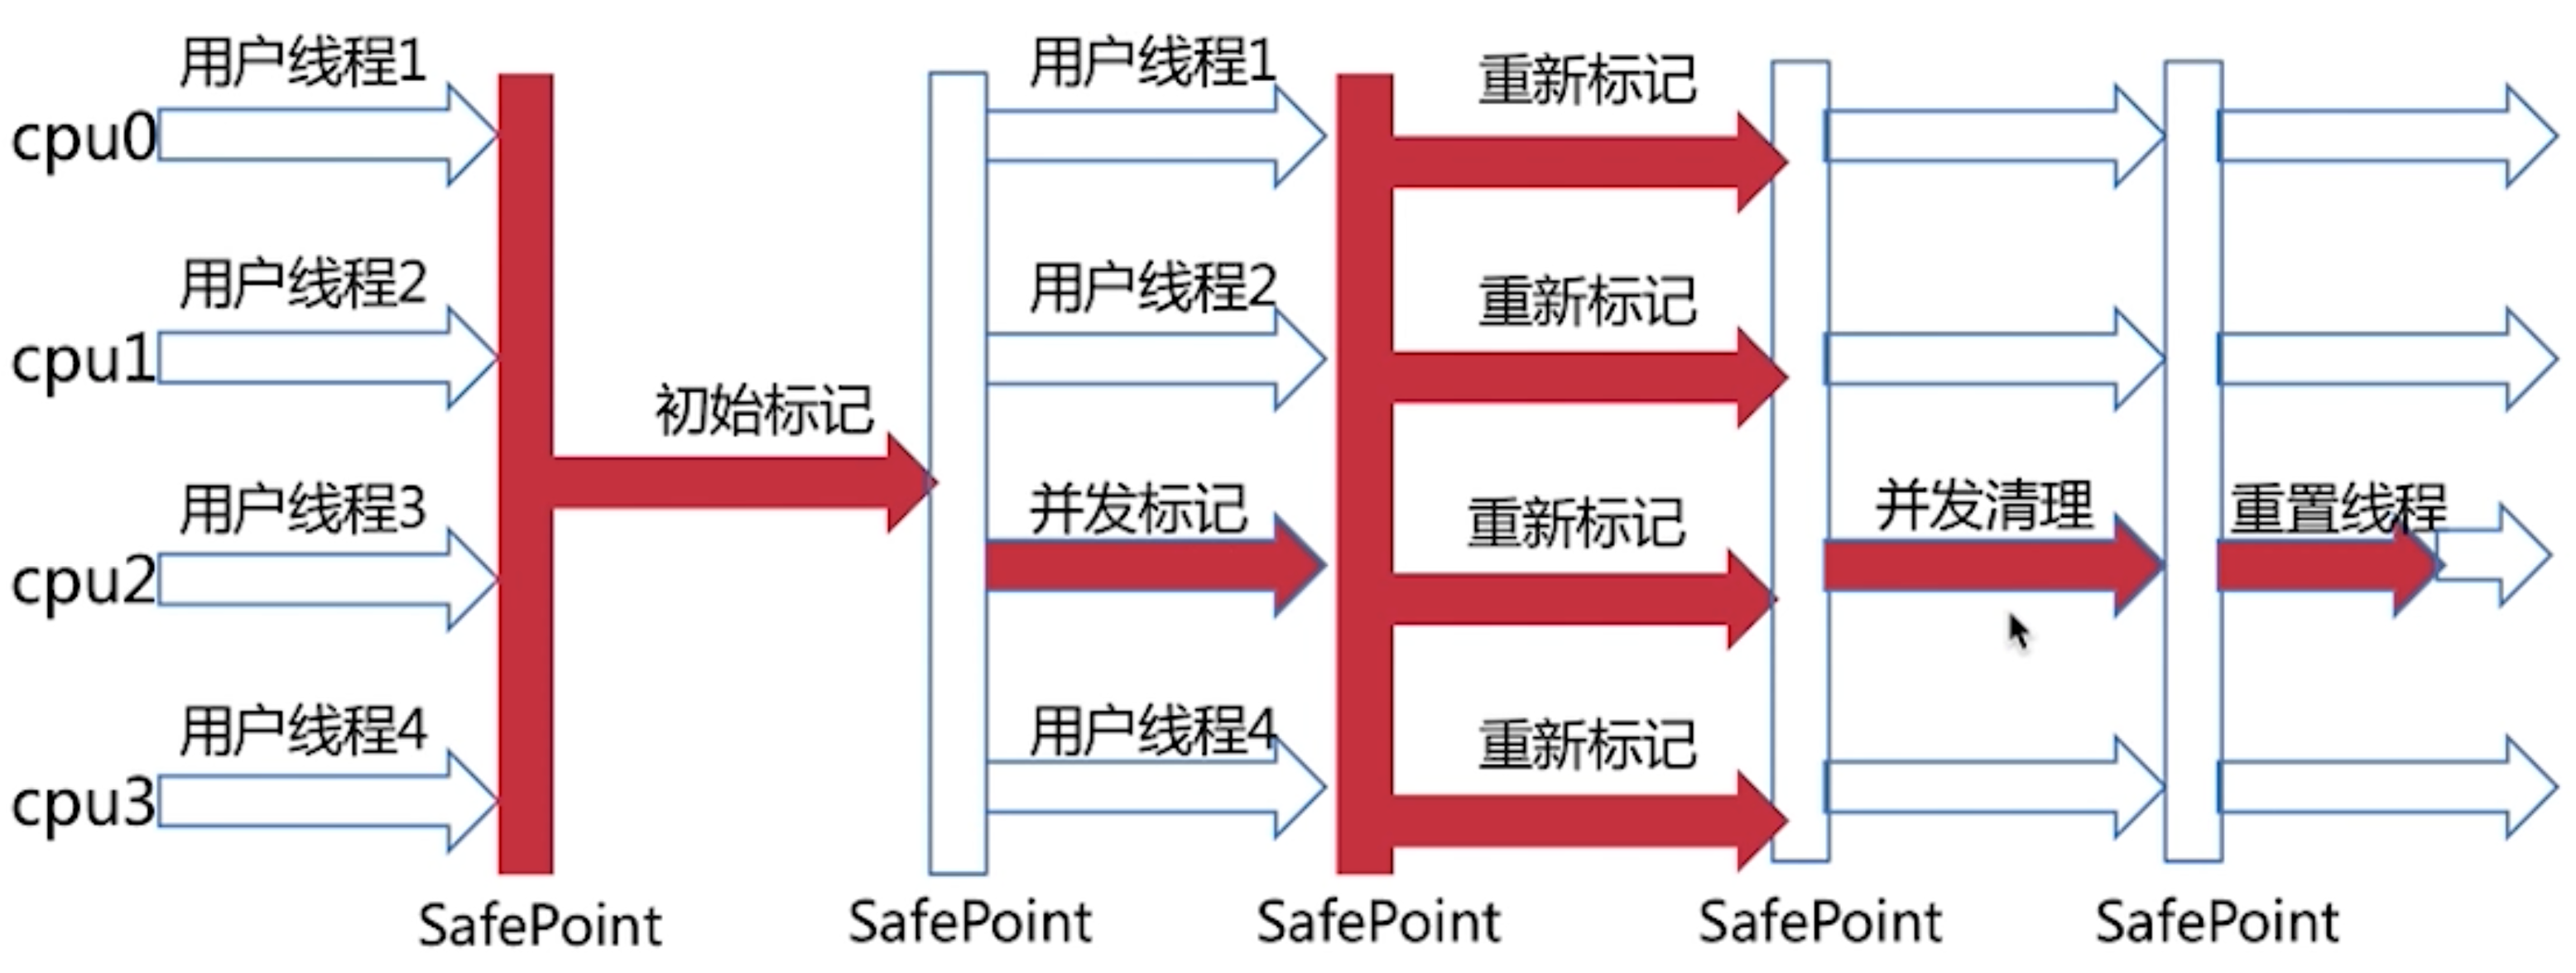 用户线程1
用户线程1
重新标记
cpu0
用户线程2
用户线程2
重新标记
cpu1
初始标记
用户线程3
并发标记
重新标记
并发清理
重置线程
cpu2
用户线程4
用户线程4
重新标记
cpu3
SafePoint
SafePoint
SafePoint
SafePoint
SafePoint